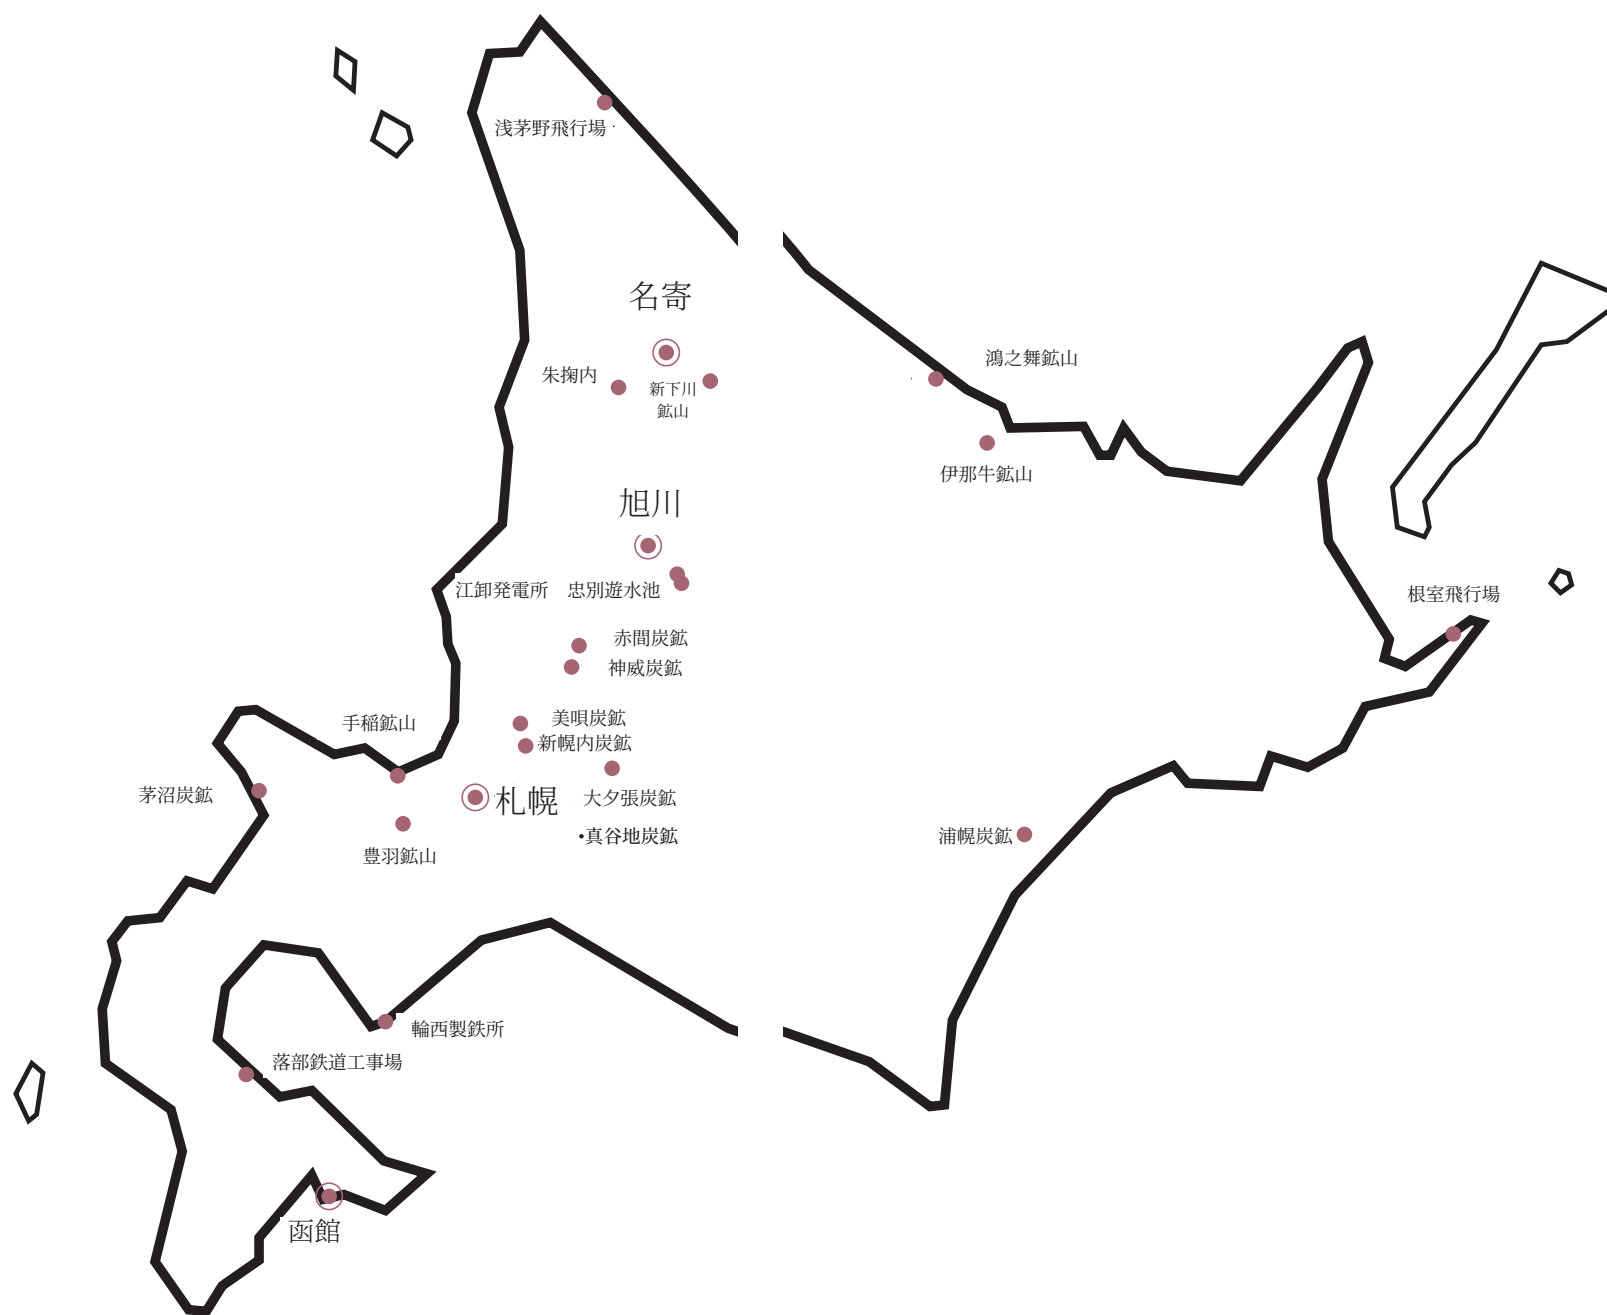 浅茅野飛行場
名寄
鴻之舞鉱山
朱掬内
新下川
鉱山
伊那牛鉱山
旭川
江卸発電所
忠別遊水池
根室飛行場
赤間炭鉱
神威炭鉱
手稲鉱山
美唄炭鉱
新幌内炭鉱
茅沼炭鉱
札幌
大夕張炭鉱
•真谷地炭鉱
浦幌炭鉱
豊羽鉱山
輪西製鉄所
落部鉄道工事場
函館